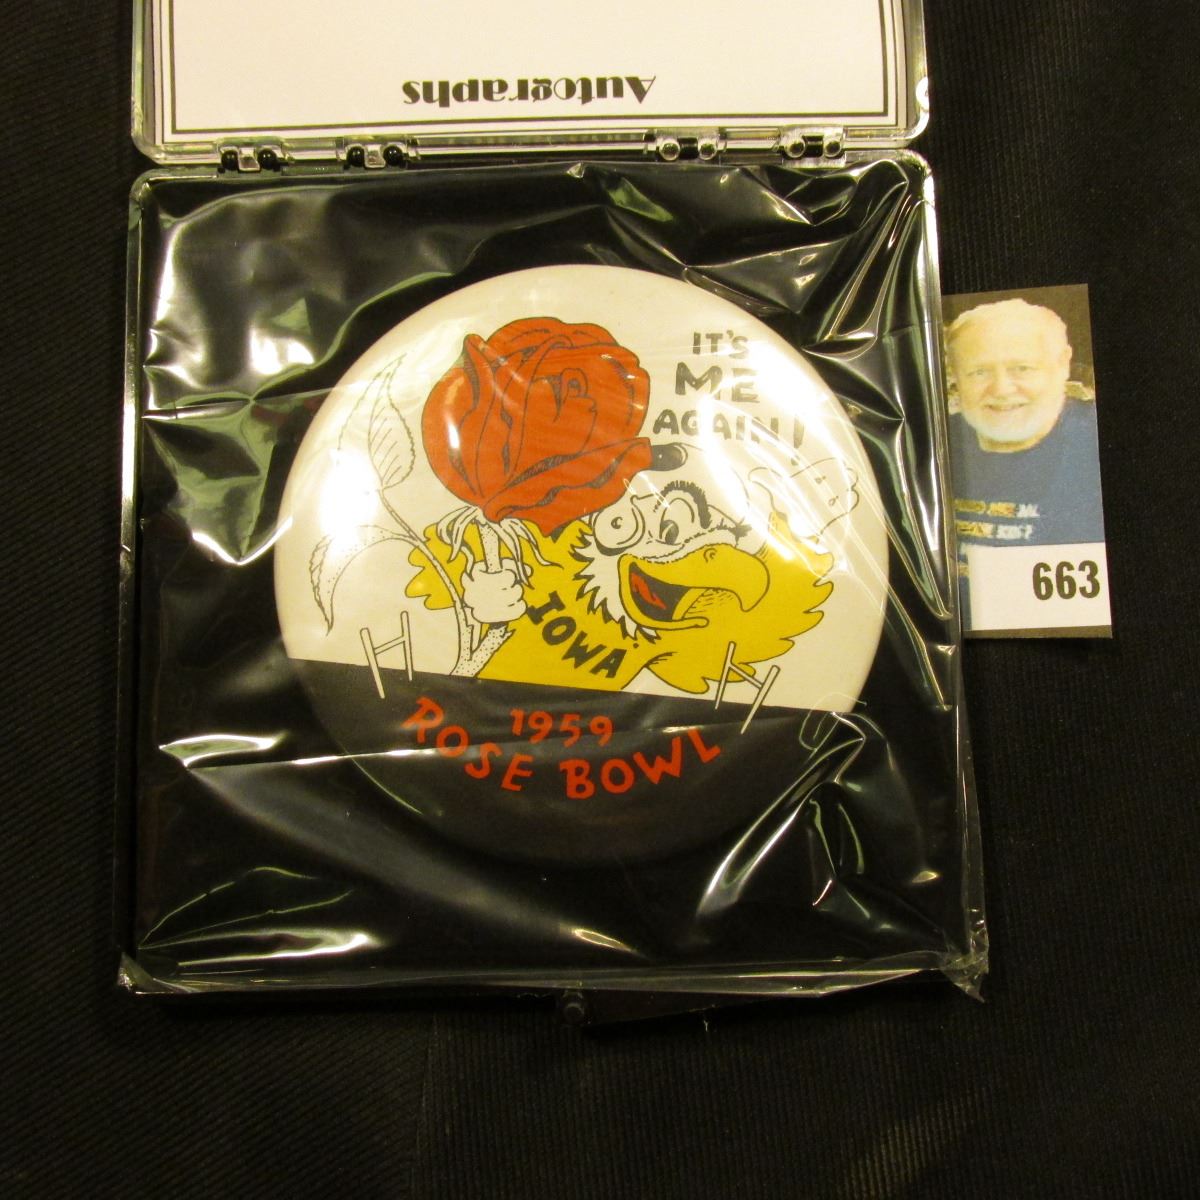 Autographs
IT'S
ME
AGAIN!
IOWA
1959
ROSE BOWL
663